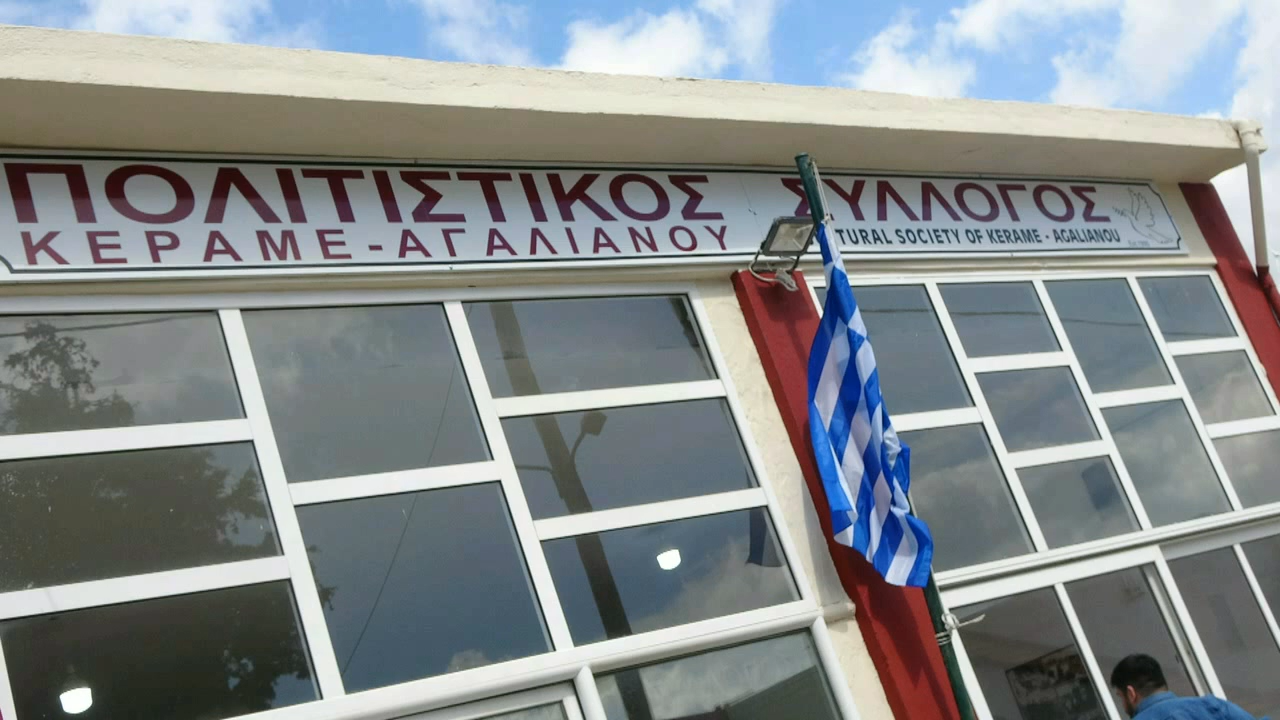 ΠΟΛΙΤΙΣΤΙΚΟΣ ΣΥΛΛΟΓΟΣ
ΚΕΡΑΜΕ - ΑΓΑΛΙΑΝΟΥ
TURAL SOCIETY OF KERAME - AGALIANOU